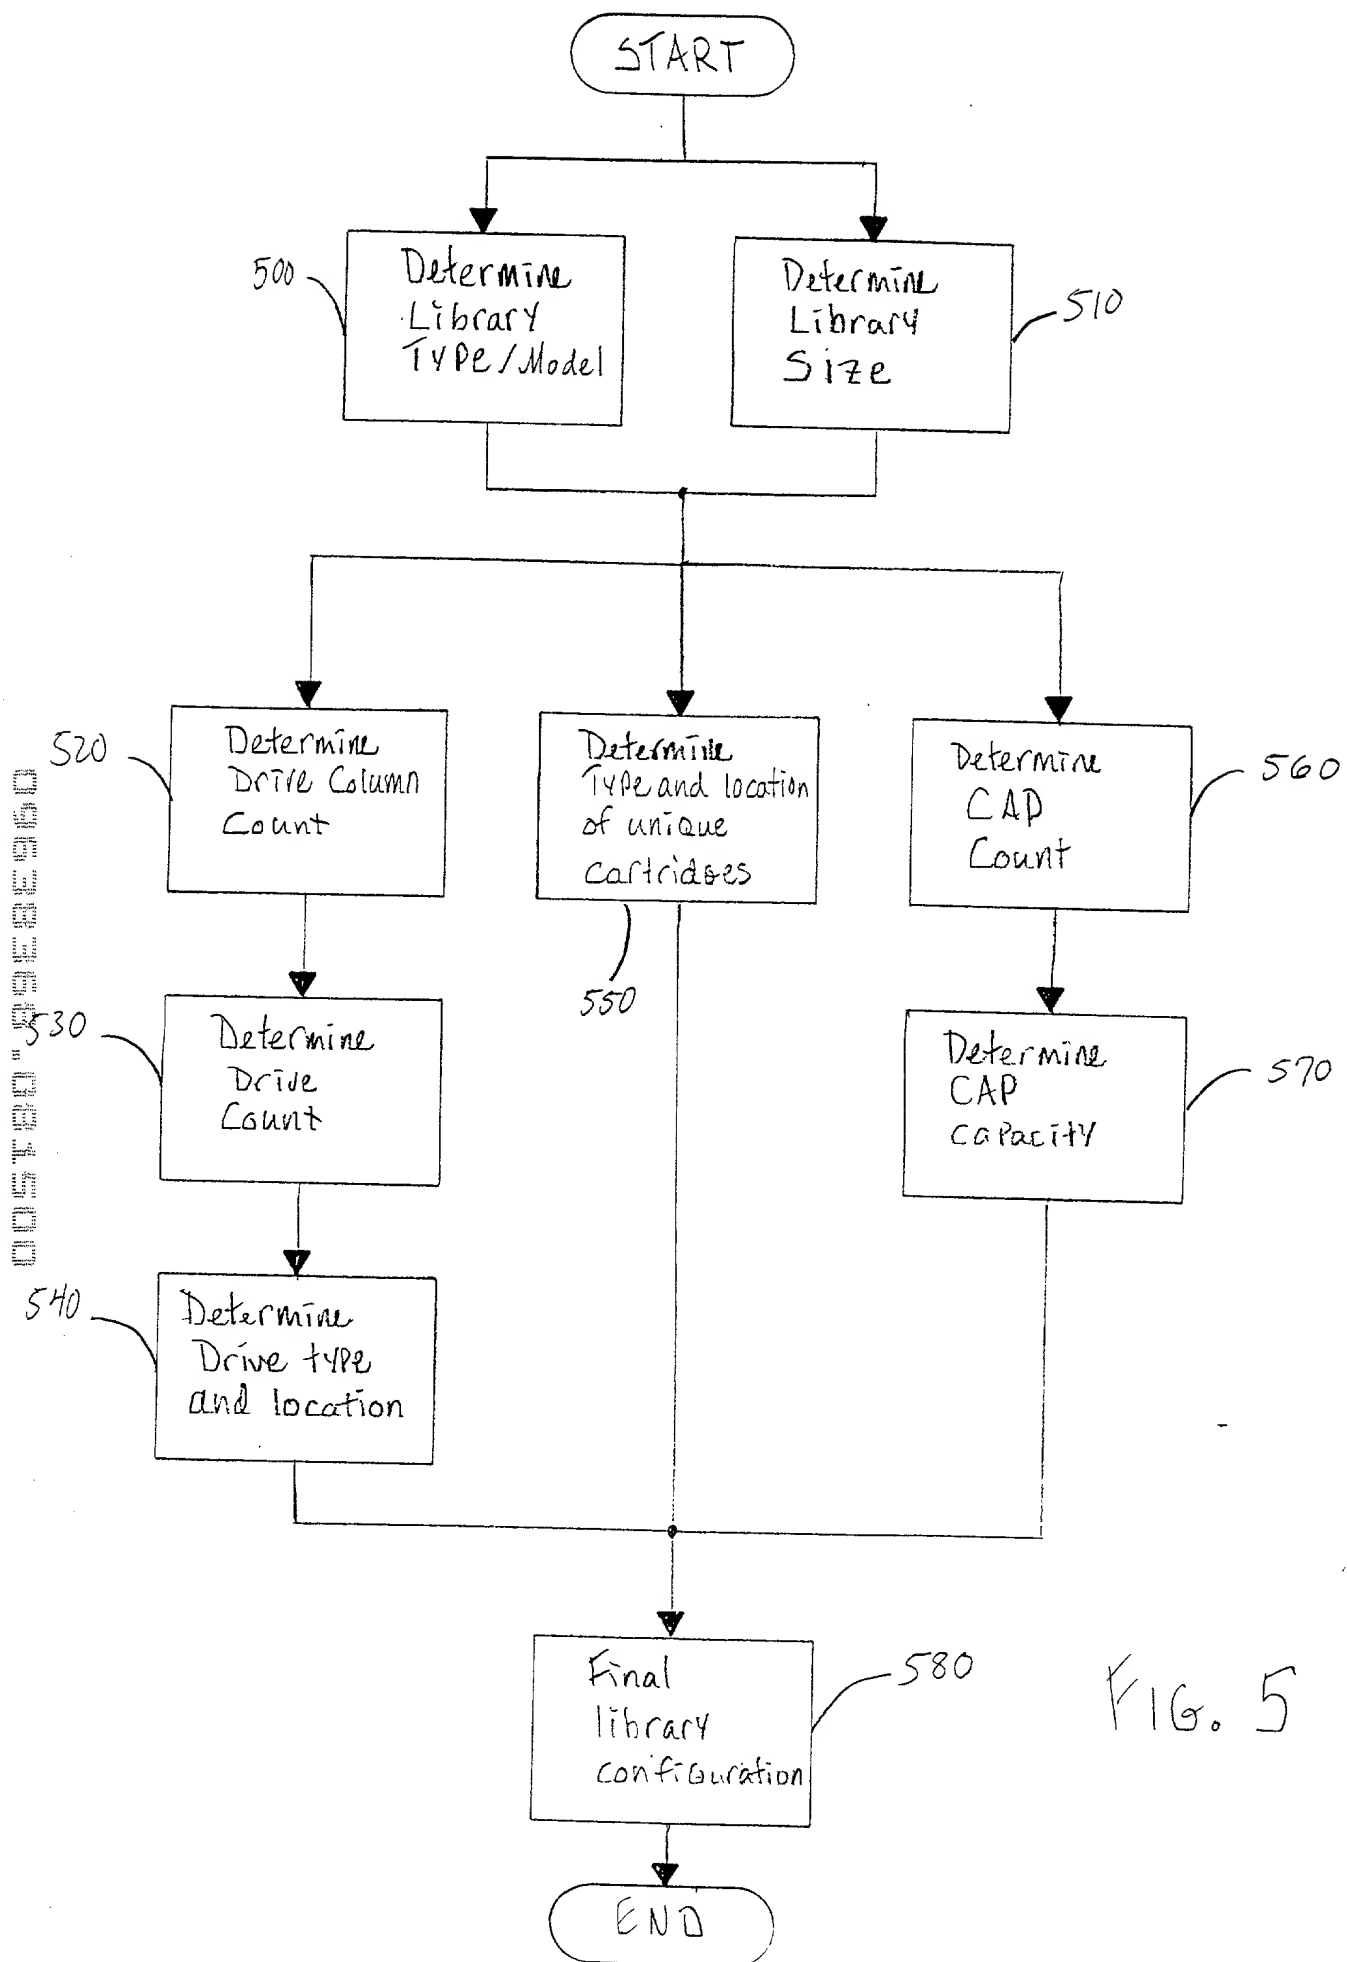 START
500
Determine
Library
Type/Model
Determine
Library
Size
510
520
Determine
Drive Column
Count
Determine
Type and location
of unique
cartridges
550
Determine
CAP
Count
560
530
Determine
Drive
Count
Determine
CAP
capacity
570
540
Determine
Drive type
and location
Final
library
configuration
580
FIG. 5
END